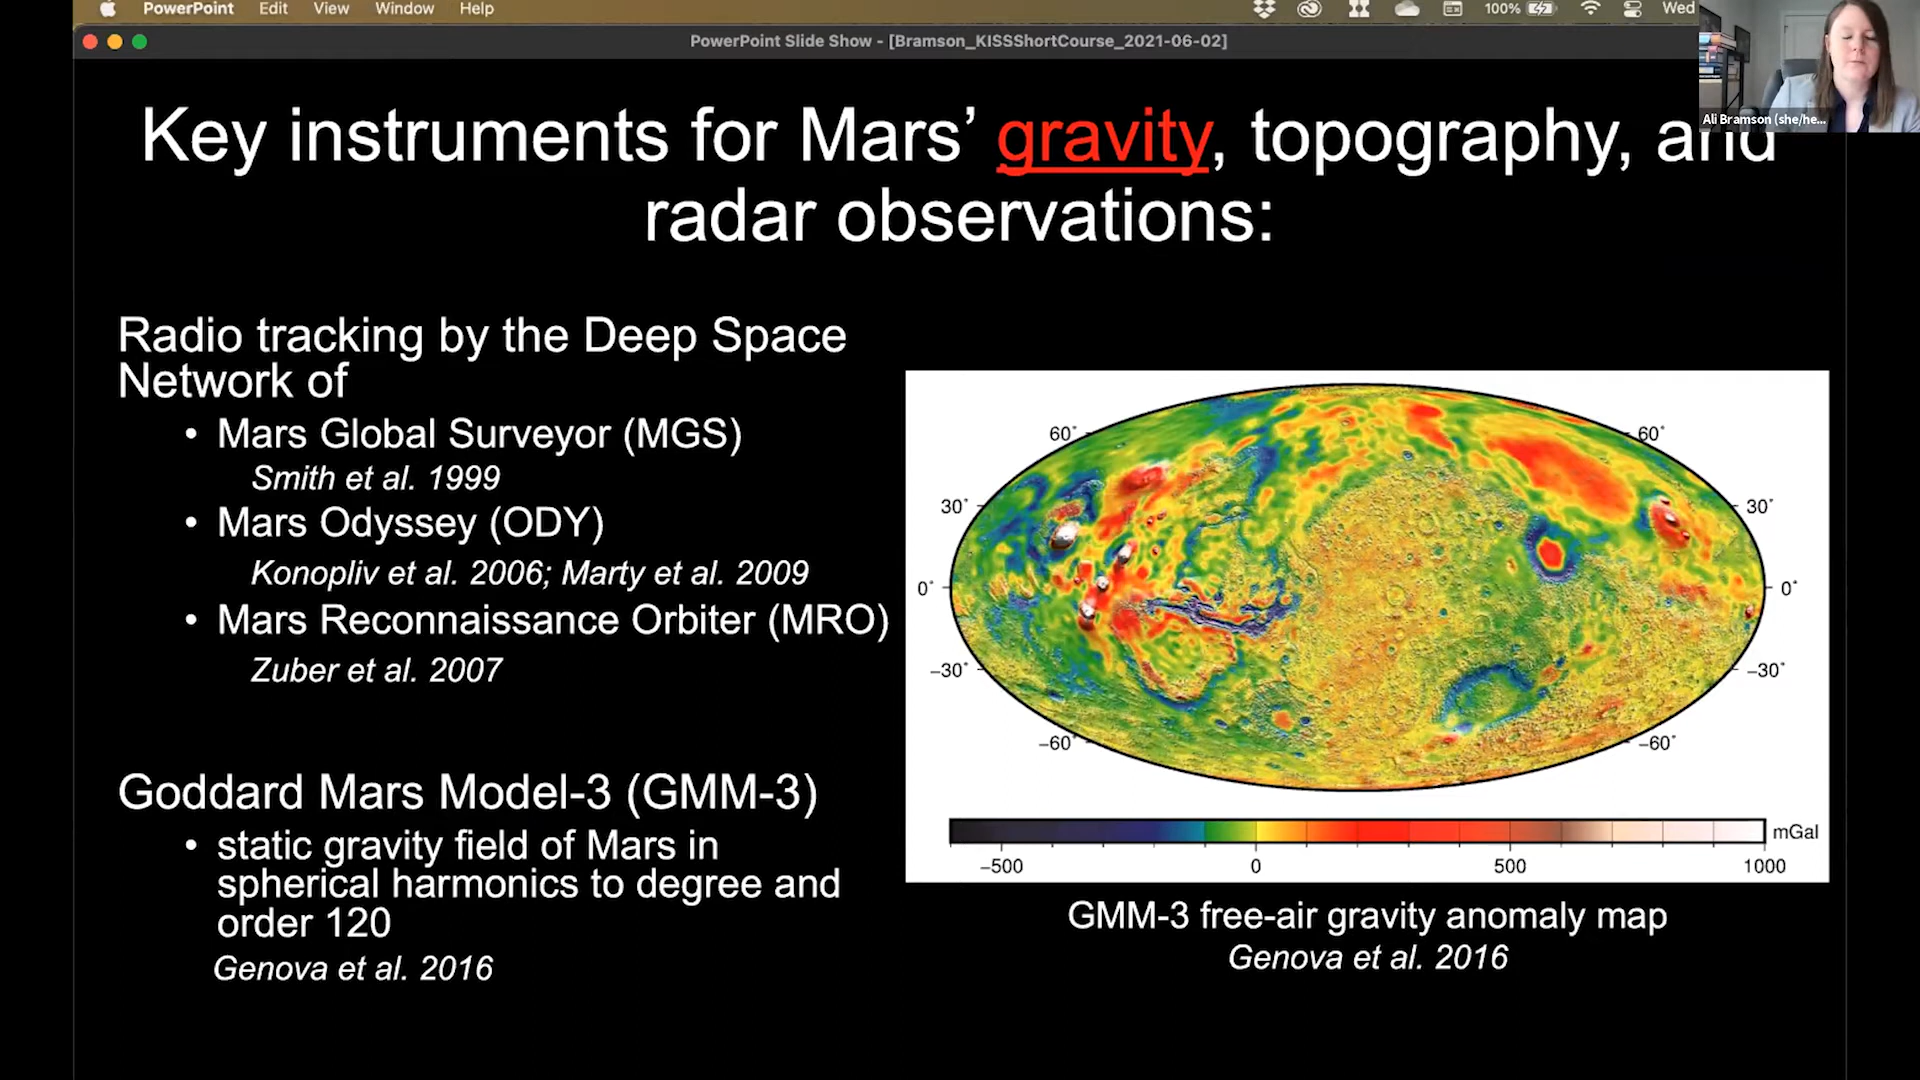 PowerPoint Edit View Window Help 100% Wed
PowerPoint Slide Show - [Bramson_KISSShortCourse_2021-06-02]
Ali Bramson (she/he...
Key instruments for Mars’ gravity, topography, and
radar observations:
Radio tracking by the Deep Space
Network of
• Mars Global Surveyor (MGS)
Smith et al. 1999
• Mars Odyssey (ODY)
Konopliv et al. 2006; Marty et al. 2009
• Mars Reconnaissance Orbiter (MRO)
Zuber et al. 2007
Goddard Mars Model-3 (GMM-3)
• static gravity field of Mars in
spherical harmonics to degree and
order 120
Genova et al. 2016
60° 60°
30° 30°
0° 0°
−30° −30°
−60° −60°
mGal
−500 0 500 1000
GMM-3 free-air gravity anomaly map
Genova et al. 2016